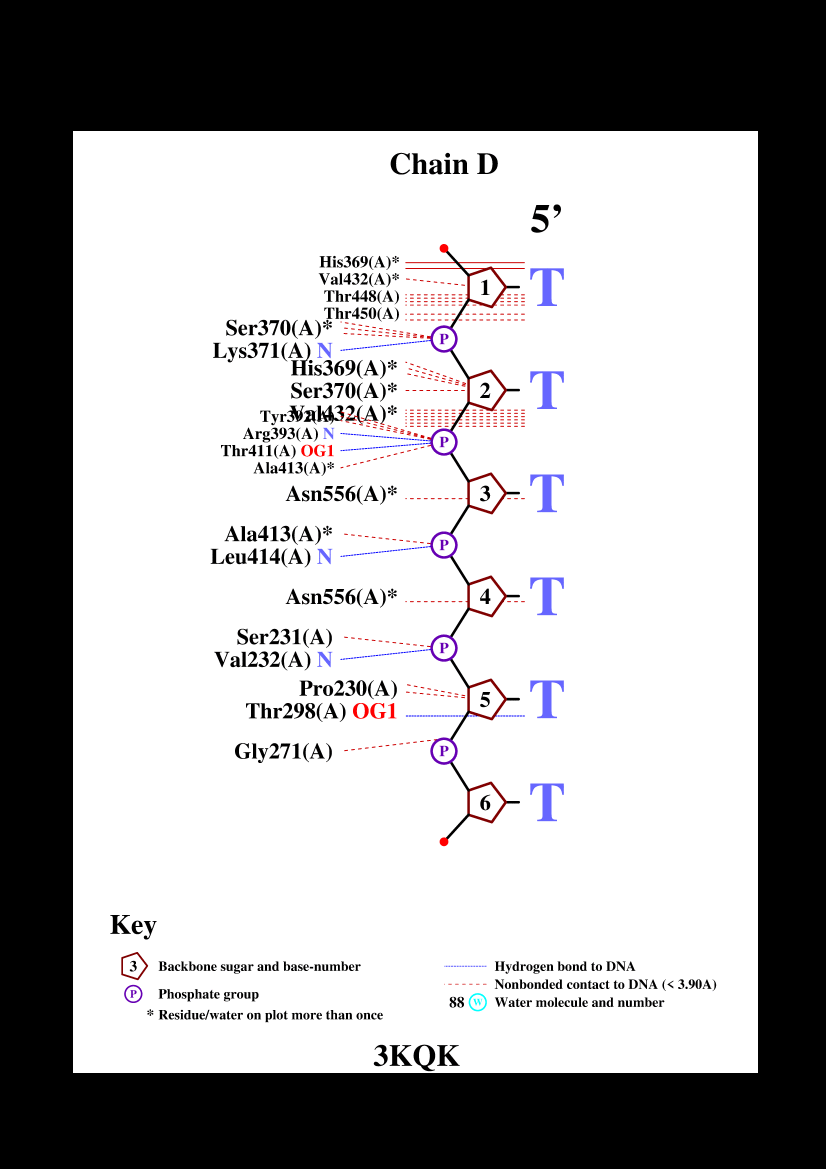 Chain D
5’
His369(A)*
Val432(A)*
1 T
Thr448(A)
Thr450(A)
Ser370(A)*
P
Lys371(A) N
His369(A)*
Ser370(A)* 2 T
Val432(A)*
Tyr392(A)
Arg393(A) N
P
Thr411(A) OG1
Ala413(A)*
Asn556(A)* 3 T
Ala413(A)*
P
Leu414(A) N
Asn556(A)* 4 T
Ser231(A)
P
Val232(A) N
Pro230(A)
5 T
Thr298(A) OG1
Gly271(A) P
6 T
Key
3 Backbone sugar and base-number
P Phosphate group
* Residue/water on plot more than once
Hydrogen bond to DNA
Nonbonded contact to DNA (< 3.90A)
88 W Water molecule and number
3KQK